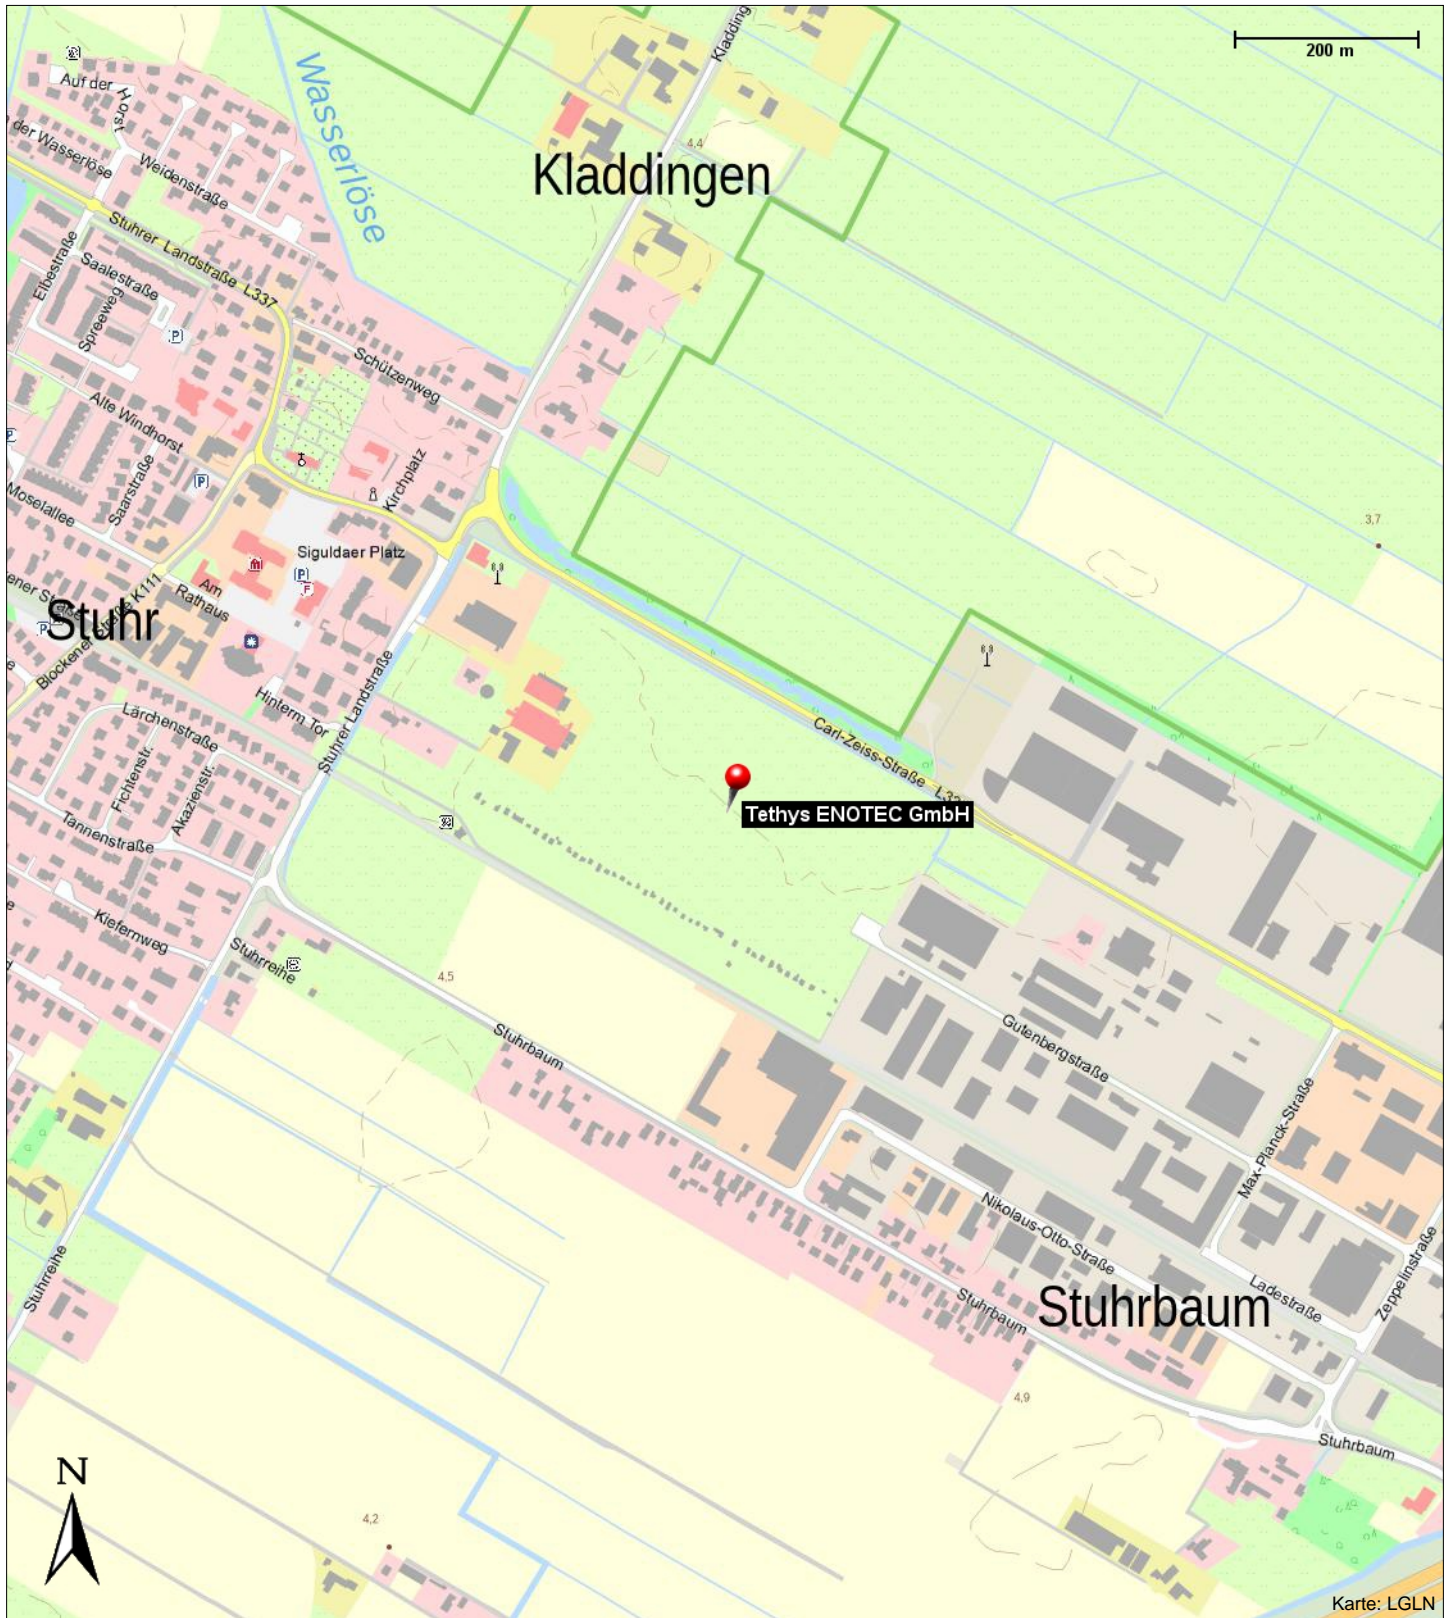 Kladding
200 m
Auf der Horst
der Wasserlöse
Wasserlöse
Weidenstraße
4,4
Kladdingen
Stuhrer Landstraße L337
Elbestraße
Saalestraße
Spreeweg
P
Schützenweg
Alte Windhorst
P
Saarstraße
P
Kirchplatz
Moselallee
3,7
Siguldaer Platz
P
F
Am Rathaus
ener Straße
Stuhr
P
Blockener Straße K111
Hinterm Tor
Stuhrer Landstraße
Lärchenstraße
Fichtenstr.
Akazienstr.
Tannenstraße
Carl-Zeiss-Straße
Tethys ENOTEC GmbH
Kiefernweg
Stuhrreihe
4,5
Stuhrbaum
Gutenbergstraße
Max-Planck-Straße
Nikolaus-Otto-Straße
Stuhrreihe
Stuhrbaum
Stuhrbaum
Ladestraße
Zeppelinstraße
4,9
Stuhrbaum
N
4,2
Karte: LGLN